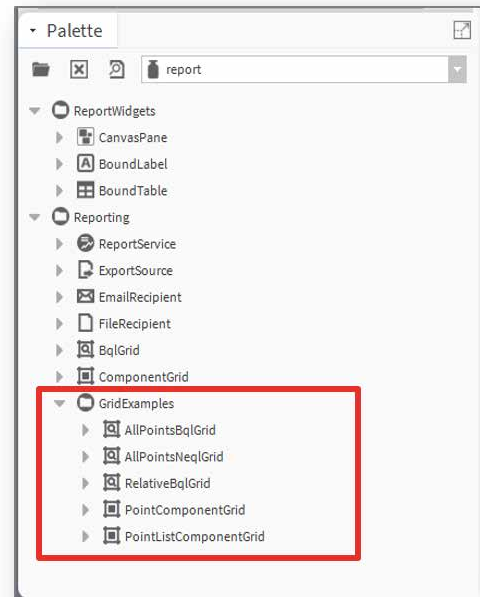 Palette
report
ReportWidgets
CanvasPane
BoundLabel
BoundTable
Reporting
ReportService
ExportSource
EmailRecipient
FileRecipient
BqlGrid
ComponentGrid
GridExamples
AllPointsBqlGrid
AllPointsNeqlGrid
RelativeBqlGrid
PointComponentGrid
PointListComponentGrid